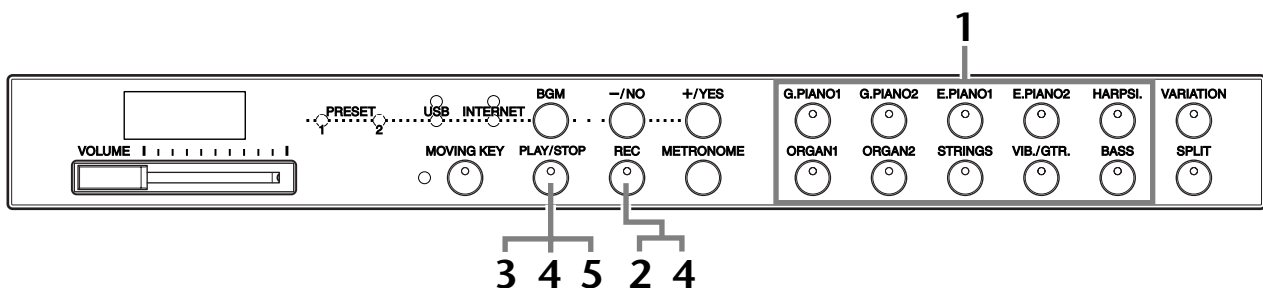 1
BGM −/NO +/YES G.PIANO1 G.PIANO2 E.PIANO1 E.PIANO2 HARPSI. VARIATION
PRESET USB INTERNET
1 2
VOLUME MOVING KEY PLAY/STOP REC METRONOME ORGAN1 ORGAN2 STRINGS VIB./GTR. BASS SPLIT
3 4 5 2 4